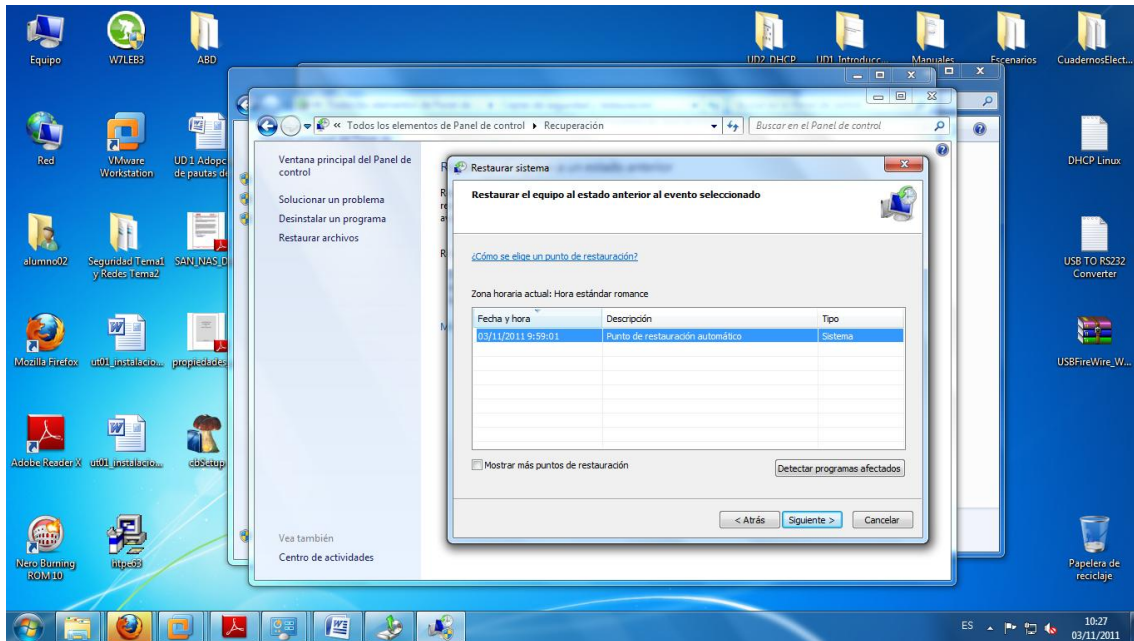 Equipo
W7LEB3
ABD
UD2 DHCP
UD1 Introducc...
Manuales
Escenarios
CuadernosElect...
Red
VMware Workstation
UD1 Adopc
de pautas de
DHCP Linux
alumno02
Seguridad Tema1
y Redes Tema2
SAN_NAS_D
USB TO RS232
Converter
Mozilla Firefox
ut01_instalacio...
propiedades
USBFireWire_W...
Adobe Reader X
ut01_instalacio...
cbSetup
Nero Burning
ROM 10
Papelera de
reciclaje
« Todos los elementos de Panel de control ▸ Recuperación
Buscar en el Panel de control
Ventana principal del Panel de
control
Solucionar un problema
Desinstalar un programa
Restaurar archivos
Vea también
Centro de actividades
Restaurar sistema
Restaurar el equipo al estado anterior al evento seleccionado
¿Cómo se elige un punto de restauración?
Zona horaria actual: Hora estándar romance
Fecha y hora Descripción Tipo
03/11/2011 9:59:01 Punto de restauración automático Sistema
Mostrar más puntos de restauración
Detectar programas afectados
< Atrás Siguiente > Cancelar
ES
10:27
03/11/2011